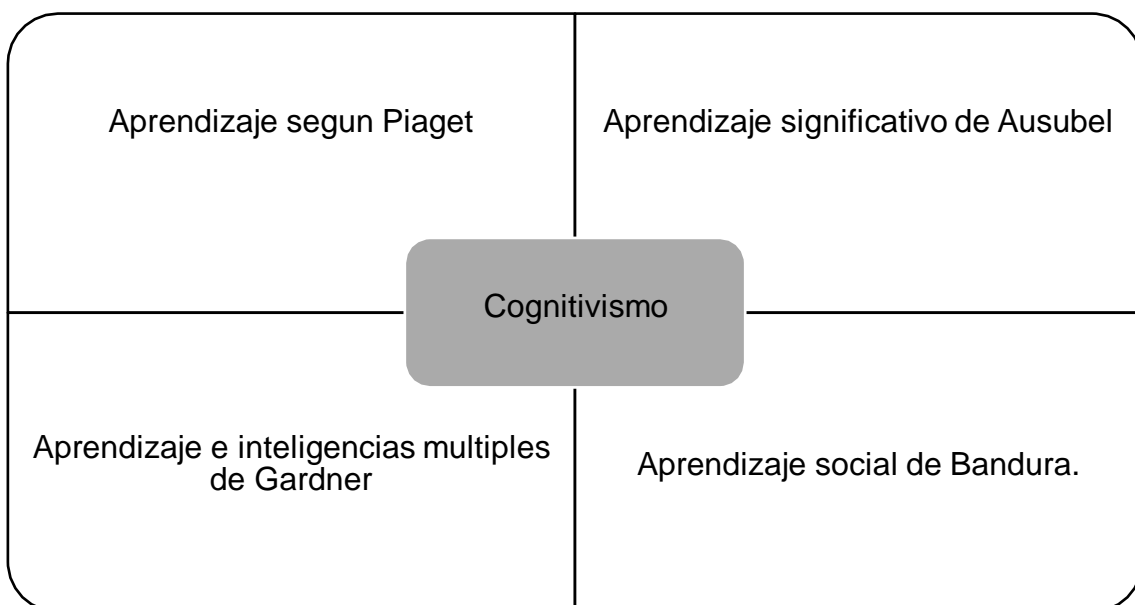 Aprendizaje segun Piaget
Aprendizaje significativo de Ausubel
Cognitivismo
Aprendizaje e inteligencias multiples
de Gardner
Aprendizaje social de Bandura.